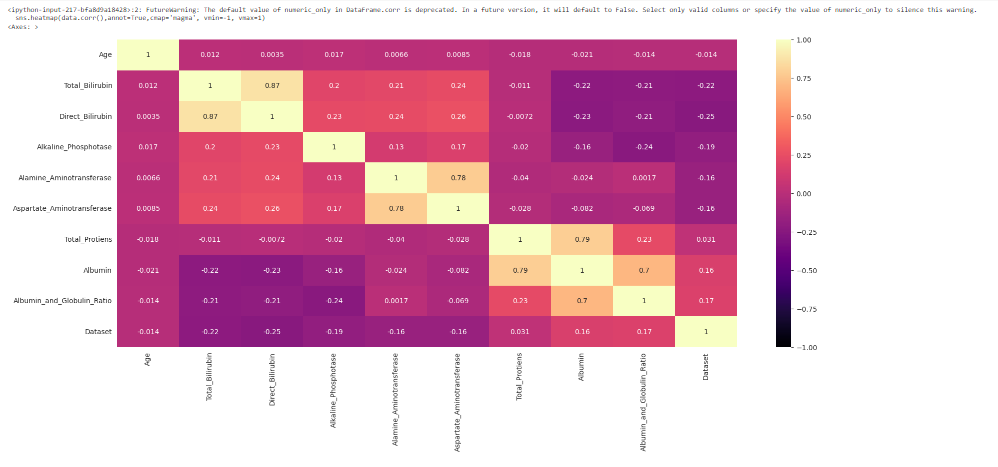 <ipython-input-217-bfa8d9a18428>:2: FutureWarning: The default value of numeric_only in DataFrame.corr is deprecated. In a future version, it will default to False. Select only valid columns or specify the value of numeric_only to silence this warning.
sns.heatmap(data.corr(),annot=True,cmap='magma', vmin=-1, vmax=1)
<Axes: >
Age 1 0.012 0.0035 0.017 0.0066 0.0085 -0.018 -0.021 -0.014 -0.014
Total_Bilirubin 0.012 1 0.87 0.2 0.21 0.24 -0.011 -0.22 -0.21 -0.22
Direct_Bilirubin 0.0035 0.87 1 0.23 0.24 0.26 -0.0072 -0.23 -0.21 -0.25
Alkaline_Phosphotase 0.017 0.2 0.23 1 0.13 0.17 -0.02 -0.16 -0.24 -0.19
Alamine_Aminotransferase 0.0066 0.21 0.24 0.13 1 0.78 -0.04 -0.024 0.0017 -0.16
Aspartate_Aminotransferase 0.0085 0.24 0.26 0.17 0.78 1 -0.028 -0.082 -0.069 -0.16
Total_Protiens -0.018 -0.011 -0.0072 -0.02 -0.04 -0.028 1 0.79 0.23 0.031
Albumin -0.021 -0.22 -0.23 -0.16 -0.024 -0.082 0.79 1 0.7 0.16
Albumin_and_Globulin_Ratio -0.014 -0.21 -0.21 -0.24 0.0017 -0.069 0.23 0.7 1 0.17
Dataset -0.014 -0.22 -0.25 -0.19 -0.16 -0.16 0.031 0.16 0.17 1
Age
Total_Bilirubin
Direct_Bilirubin
Alkaline_Phosphotase
Alamine_Aminotransferase
Aspartate_Aminotransferase
Total_Protiens
Albumin
Albumin_and_Globulin_Ratio
Dataset
1.00
0.75
0.50
0.25
0.00
−0.25
−0.50
−0.75
−1.00